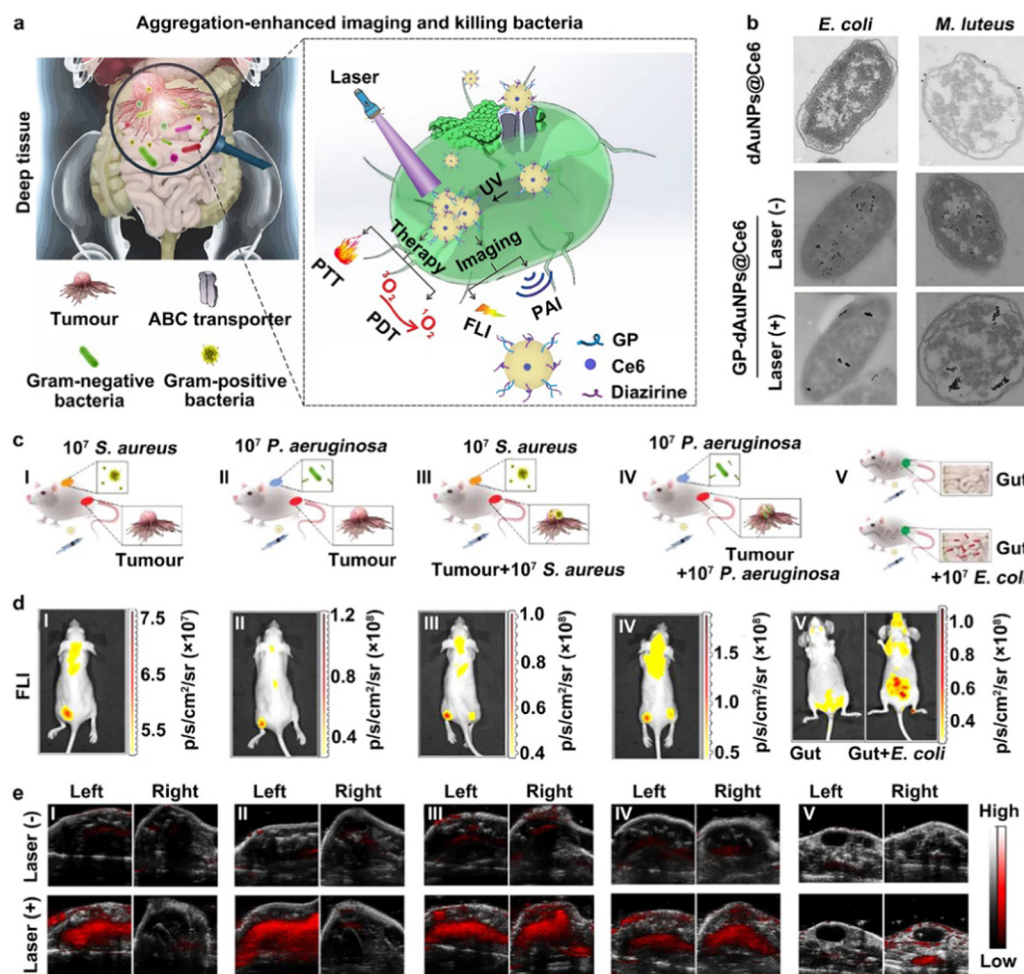 a
Aggregation-enhanced imaging and killing bacteria
Deep tissue
Tumour
ABC transporter
Gram-negative bacteria
Gram-positive bacteria
Laser
UV
Therapy
Imaging
PTT
³O₂
PDT
¹O₂
FLI
PAI
GP
Ce6
Diazirine
b
E. coli
M. luteus
dAuNPs@Ce6
GP-dAuNPs@Ce6
Laser (-)
Laser (+)
c
10⁷ S. aureus
I
Tumour
10⁷ P. aeruginosa
II
Tumour
10⁷ S. aureus
III
Tumour+10⁷ S. aureus
10⁷ P. aeruginosa
IV
Tumour
+10⁷ P. aeruginosa
V
Gut
Gut
+10⁷ E. coli
d
FLI
I
7.5
6.5
5.5
p/s/cm²/sr (×10⁷)
II
1.2
0.8
0.4
p/s/cm²/sr (×10⁸)
III
1.0
0.8
0.6
0.4
p/s/cm²/sr (×10⁸)
IV
1.5
1.0
0.5
p/s/cm²/sr (×10⁸)
V
Gut
Gut+E. coli
1.0
0.8
0.6
0.4
p/s/cm²/sr (×10⁸)
e
Left Right Left Right Left Right Left Right Left Right
Laser (-)
I
II
III
IV
V
Laser (+)
High
Low